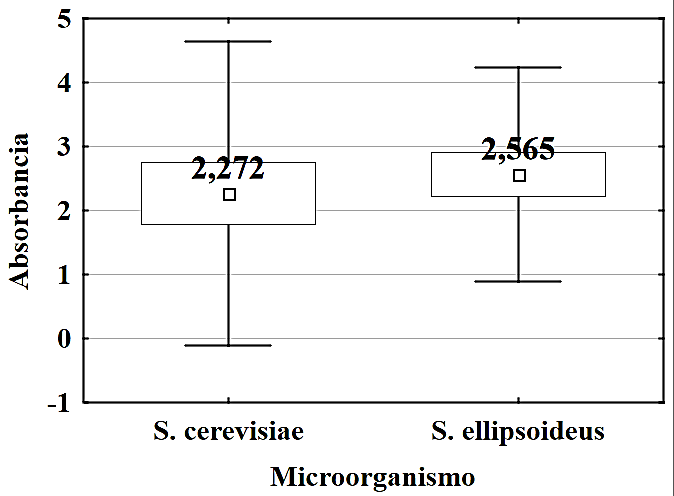 Absorbancia
5
4
3
2
1
0
-1
2,272
2,565
S. cerevisiae
S. ellipsoideus
Microorganismo